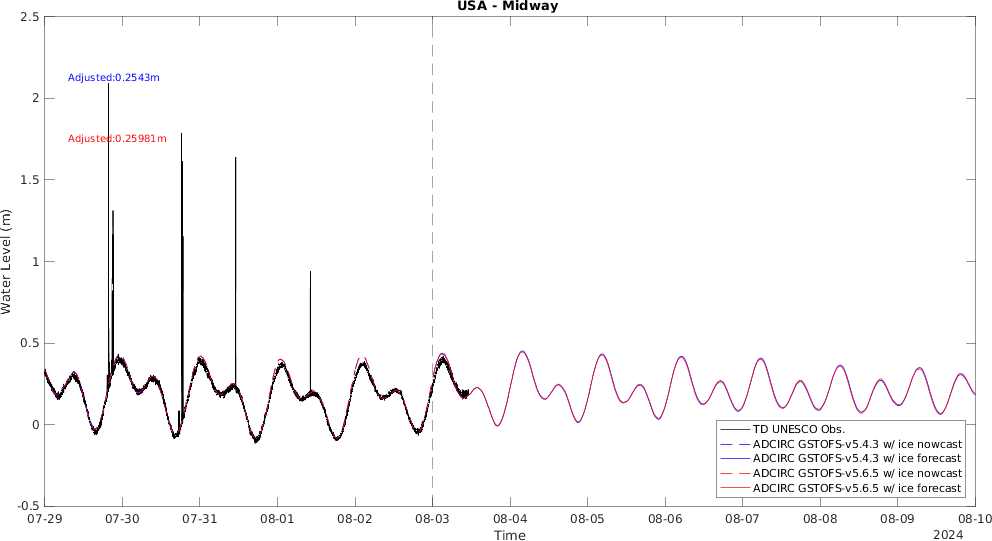 USA - Midway
2.5
Adjusted:0.2543m
2
Adjusted:0.25981m
1.5
Water Level (m)
1
0.5
0
TD UNESCO Obs.
ADCIRC GSTOFS-v5.4.3 w/ ice nowcast
ADCIRC GSTOFS-v5.4.3 w/ ice forecast
ADCIRC GSTOFS-v5.6.5 w/ ice nowcast
ADCIRC GSTOFS-v5.6.5 w/ ice forecast
-0.5
07-29 07-30 07-31 08-01 08-02 08-03 08-04 08-05 08-06 08-07 08-08 08-09 08-10
Time
2024